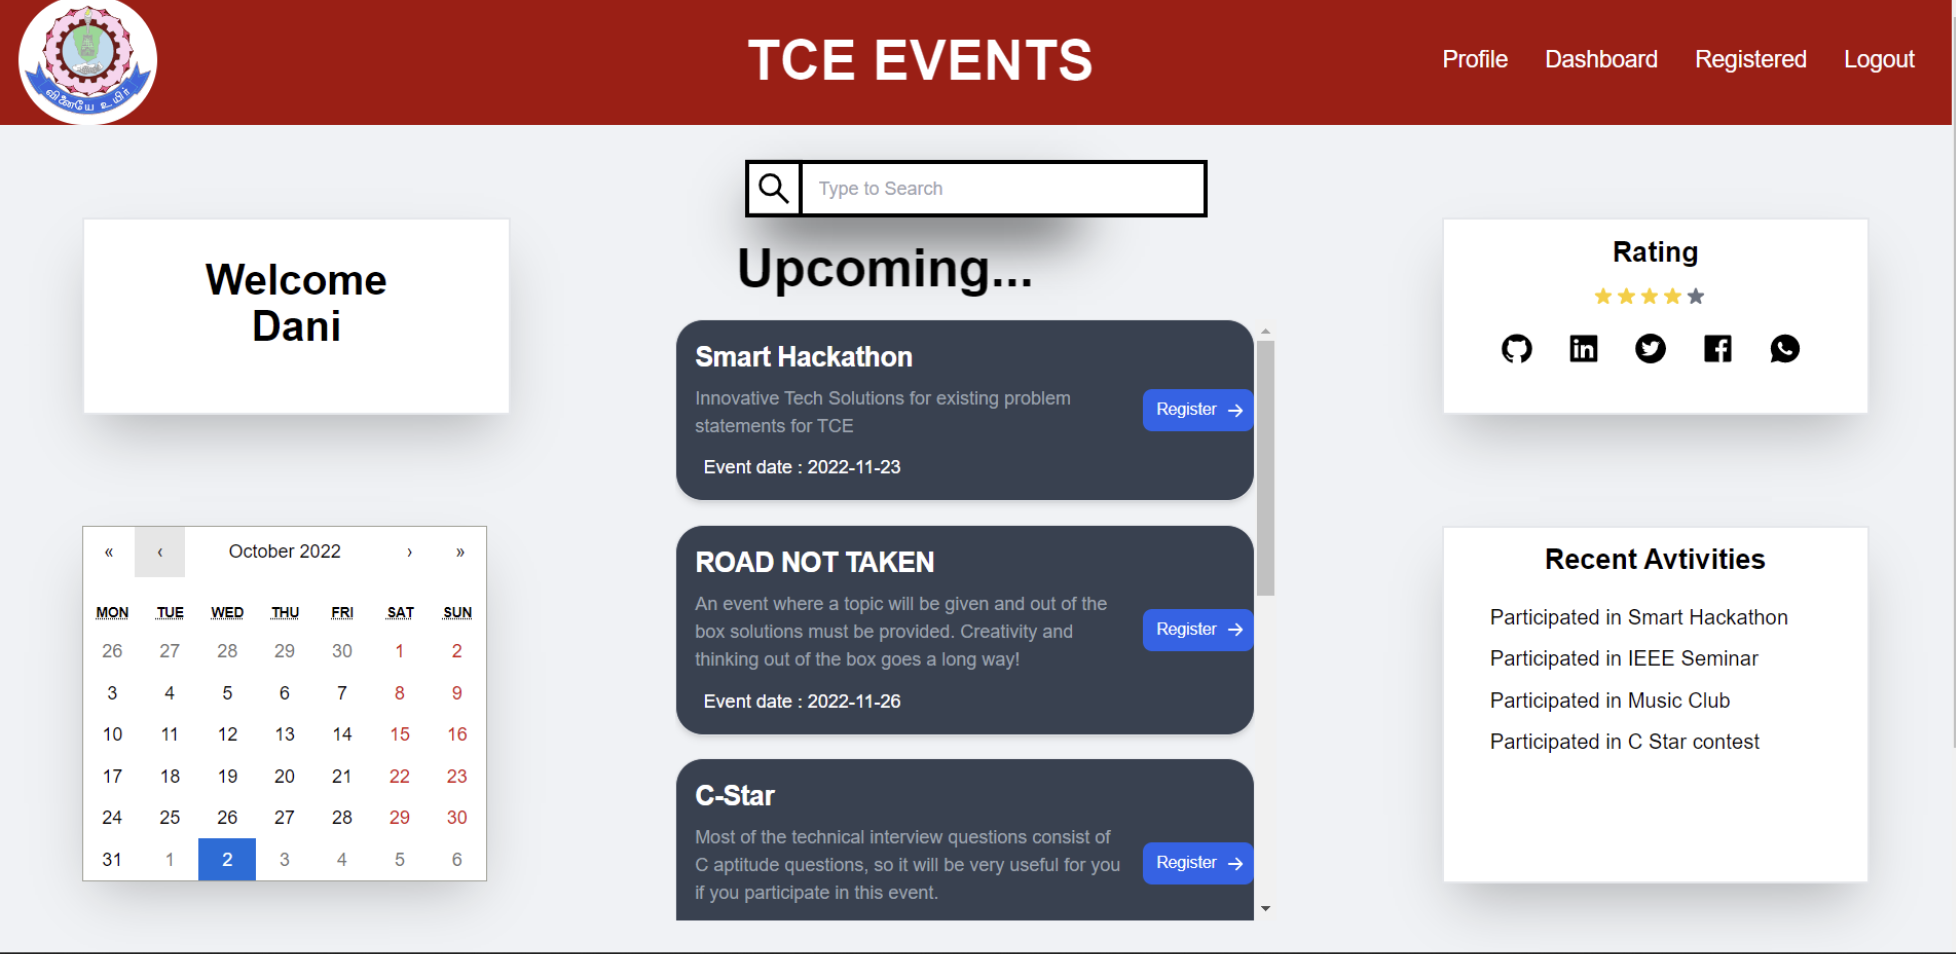 வினையே உயிர்
TCE EVENTS
Profile Dashboard Registered Logout
Type to Search
Welcome
Dani
Upcoming...
Smart Hackathon
Innovative Tech Solutions for existing problem
statements for TCE
Event date : 2022-11-23
Register →
ROAD NOT TAKEN
An event where a topic will be given and out of the
box solutions must be provided. Creativity and
thinking out of the box goes a long way!
Event date : 2022-11-26
Register →
C-Star
Most of the technical interview questions consist of
C aptitude questions, so it will be very useful for you
if you participate in this event.
Register →
Rating
in
« ‹ October 2022 › »
MON TUE WED THU FRI SAT SUN
26 27 28 29 30 1 2
3 4 5 6 7 8 9
10 11 12 13 14 15 16
17 18 19 20 21 22 23
24 25 26 27 28 29 30
31 1 2 3 4 5 6
Recent Avtivities
Participated in Smart Hackathon
Participated in IEEE Seminar
Participated in Music Club
Participated in C Star contest